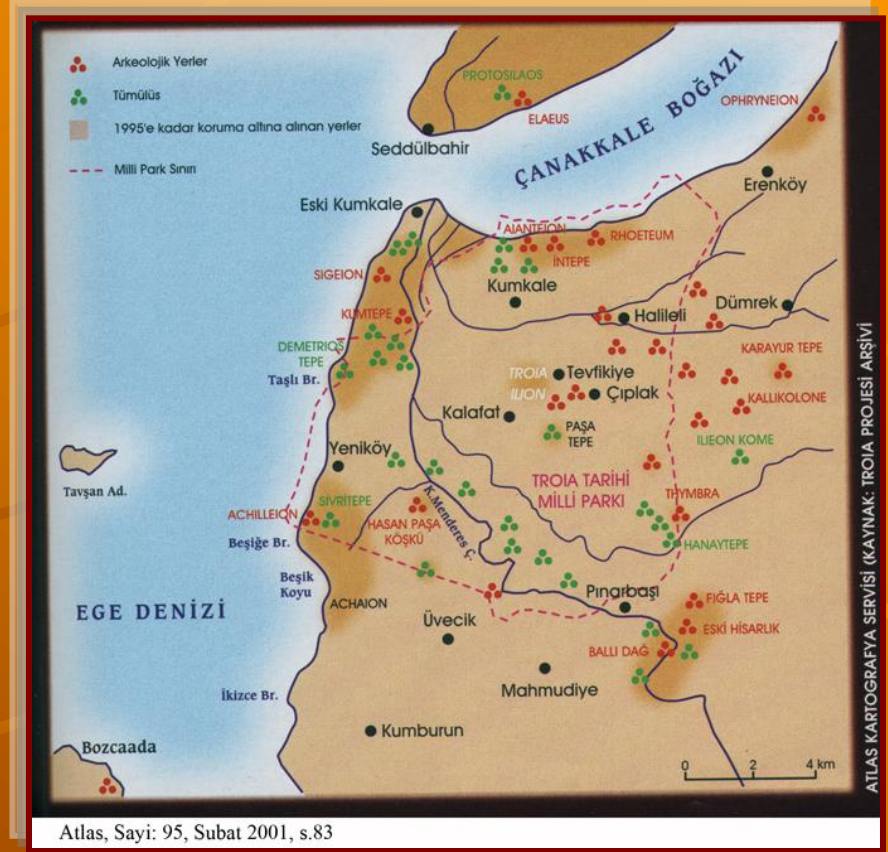 Arkeolojik Yerler
Tümülüs
1995'e kadar koruma altına alınan yerler
Milli Park Sınırı
PROTOSILAOS
ELAEUS
Seddülbahir
ÇANAKKALE BOĞAZI
OPHRYNEION
Erenköy
Eski Kumkale
AIANTEION
RHOETEUM
İNTEPE
SIGEION
Kumkale
KUMTEPE
Halileli
Dümrek
DEMETRIOS
TEPE
Taşlı Br.
TROIA
ILION
Tevfikiye
Çıplak
KARAYUR TEPE
KALLIKOLONE
Kalafat
PAŞA
TEPE
ILIEON KOME
Yeniköy
Tavşan Ad.
TROIA TARİHİ
MİLLİ PARKI
SİVRİTEPE
ACHILLEION
HASAN PAŞA
KÖŞKÜ
K.Menderes Ç.
THYMBRA
HANAYTEPE
Beşiğe Br.
Beşik
Koyu
ACHAION
EGE DENİZİ
Pınarbaşı
Üvecik
FIĞLA TEPE
ESKİ HİSARLIK
BALLI DAĞ
Mahmudiye
İkizce Br.
Kumburun
Bozcaada
0 2 4 km
ATLAS KARTOGRAFYA SERVİSİ (KAYNAK: TROIA PROJESİ ARŞİVİ
Atlas, Sayi: 95, Subat 2001, s.83